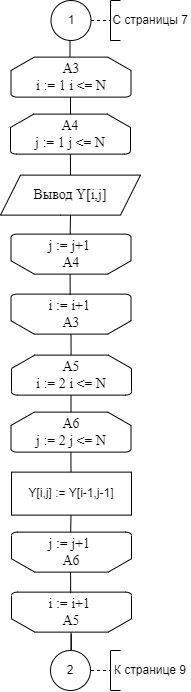 1
С страницы 7
A3
i := 1 i <= N
A4
j := 1 j <= N
Вывод Y[i,j]
j := j+1
A4
i := i+1
A3
A5
i := 2 i <= N
A6
j := 2 j <= N
Y[i,j] := Y[i-1,j-1]
j := j+1
A6
i := i+1
A5
2
К странице 9